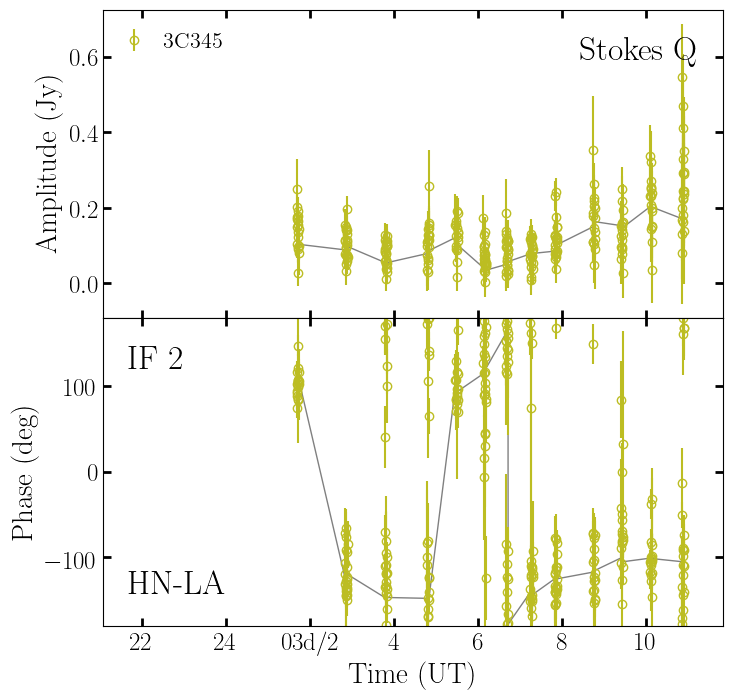 3C345
Stokes Q
0.6
0.4
0.2
0.0
Amplitude (Jy)
IF 2
100
0
−100
Phase (deg)
HN-LA
22 24 03d/2 4 6 8 10
Time (UT)